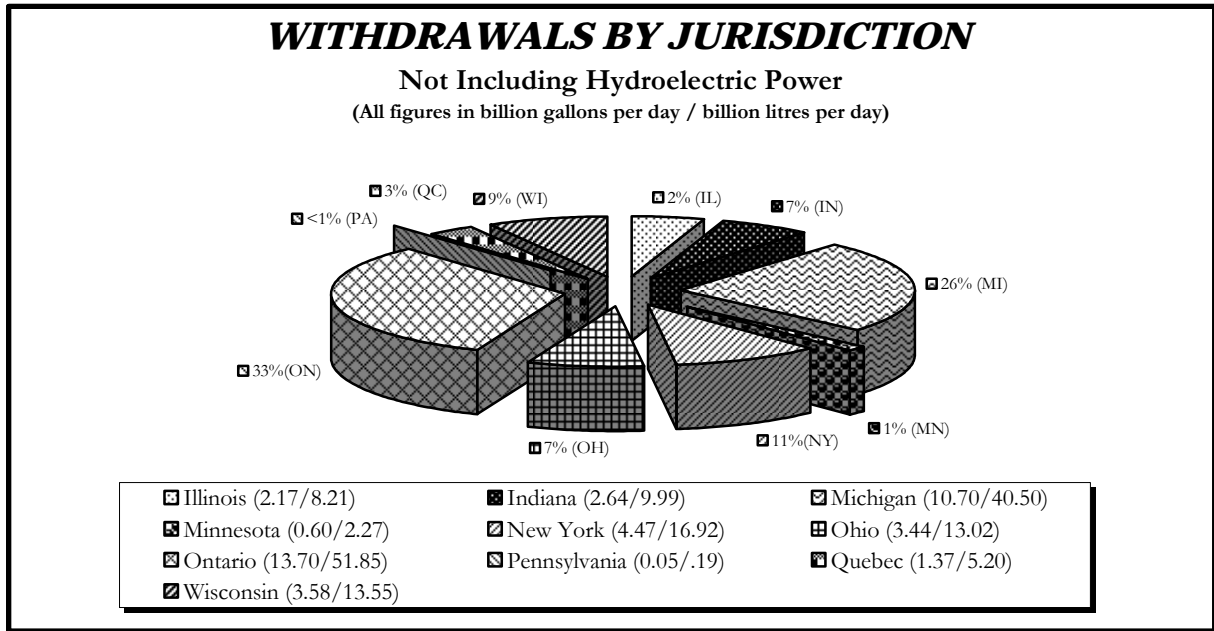 WITHDRAWALS BY JURISDICTION
Not Including Hydroelectric Power
(All figures in billion gallons per day / billion litres per day)
3% (QC)
9% (WI)
2% (IL)
7% (IN)
<1% (PA)
26% (MI)
33%(ON)
1% (MN)
11%(NY)
7% (OH)
Illinois (2.17/8.21)
Indiana (2.64/9.99)
Michigan (10.70/40.50)
Minnesota (0.60/2.27)
New York (4.47/16.92)
Ohio (3.44/13.02)
Ontario (13.70/51.85)
Pennsylvania (0.05/.19)
Quebec (1.37/5.20)
Wisconsin (3.58/13.55)